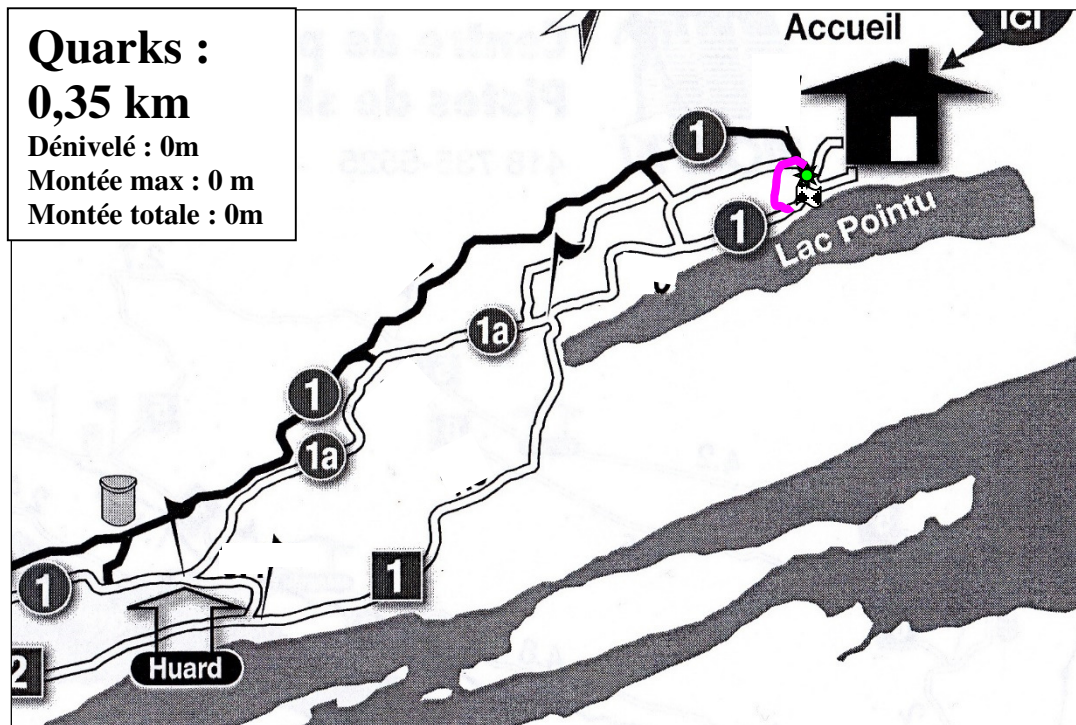 Quarks :
0,35 km
Dénivelé : 0m
Montée max : 0 m
Montée totale : 0m
ICI
Accueil
1
1
Lac Pointu
1a
1
1a
1
1
2
Huard